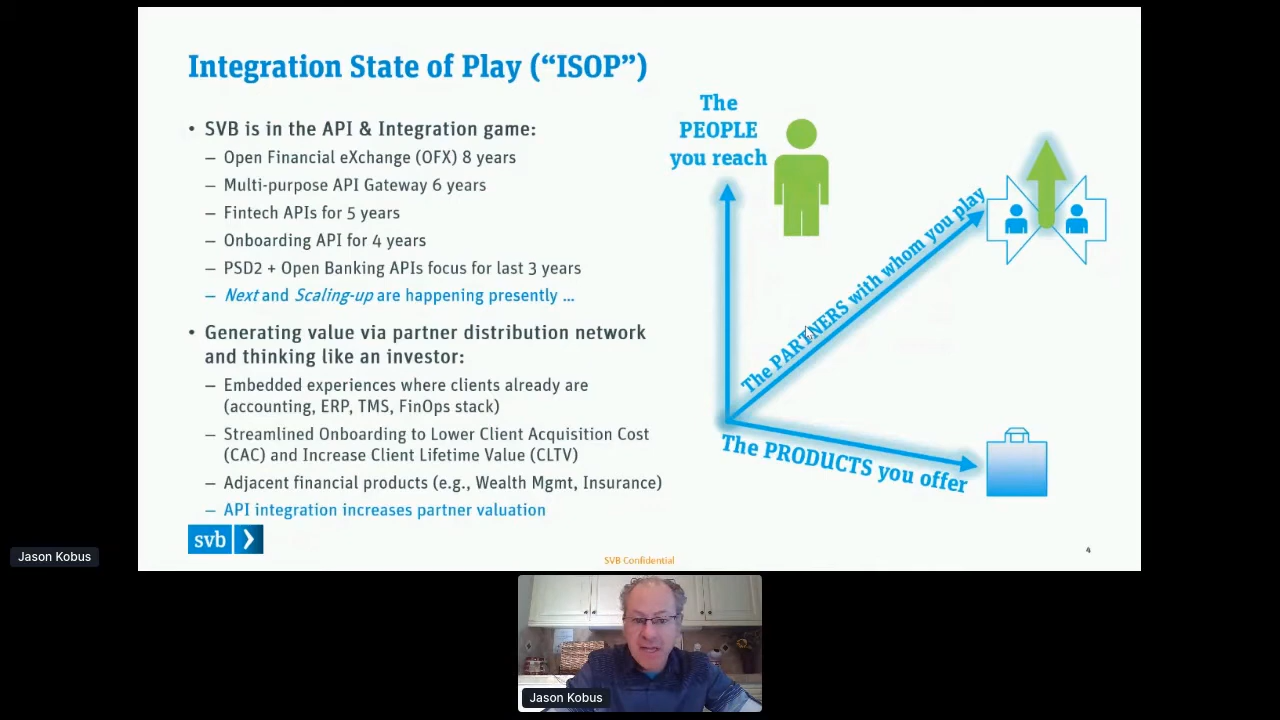 Integration State of Play (“ISOP”)
• SVB is in the API & Integration game:
– Open Financial eXchange (OFX) 8 years
– Multi-purpose API Gateway 6 years
– Fintech APIs for 5 years
– Onboarding API for 4 years
– PSD2 + Open Banking APIs focus for last 3 years
– Next and Scaling-up are happening presently ...
• Generating value via partner distribution network
and thinking like an investor:
– Embedded experiences where clients already are
(accounting, ERP, TMS, FinOps stack)
– Streamlined Onboarding to Lower Client Acquisition Cost
(CAC) and Increase Client Lifetime Value (CLTV)
– Adjacent financial products (e.g., Wealth Mgmt, Insurance)
– API integration increases partner valuation
The
PEOPLE
you reach
The PARTNERS with whom you play
The PRODUCTS you offer
svb
SVB Confidential
4
Jason Kobus
Jason Kobus